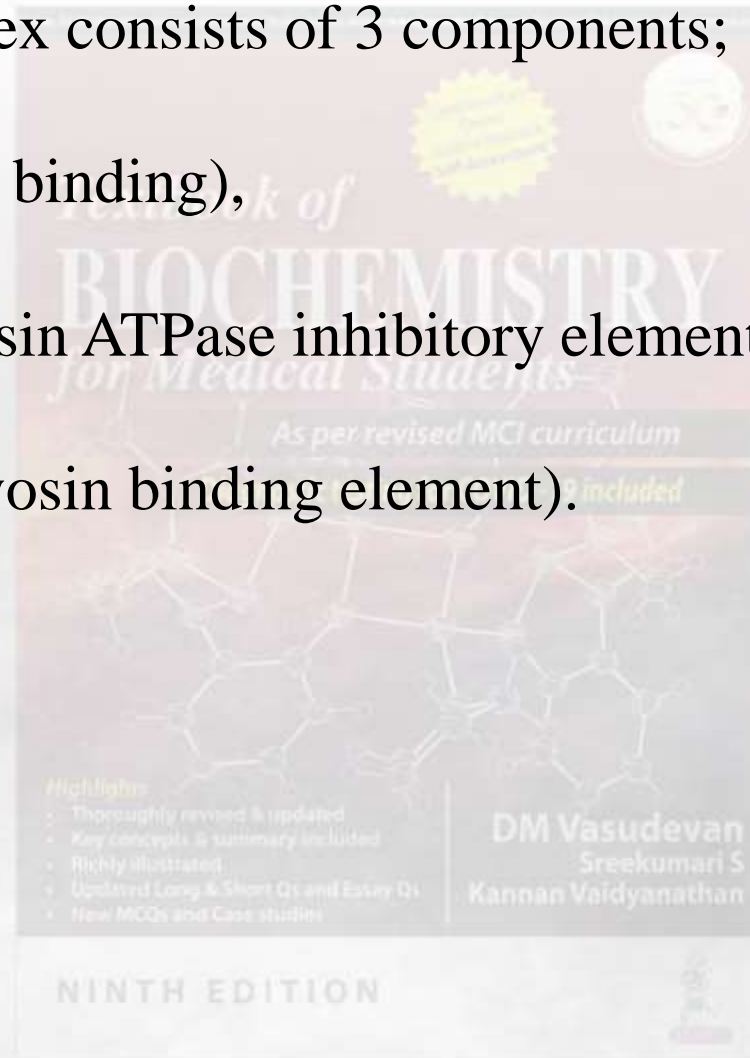 ex consists of 3 components;
binding),
Textbook of
BIOCHEMISTRY
sin ATPase inhibitory element
for Medical Students
As per revised MCI curriculum
yosin binding element).
9 included
Highlights
• Thoroughly revised & updated
• Key concepts & summary included
• Richly illustrated
• Updated Long & Short Qs and Essay Qs
• New MCQs and Case studies
DM Vasudevan
Sreekumari S
Kannan Vaidyanathan
NINTH EDITION